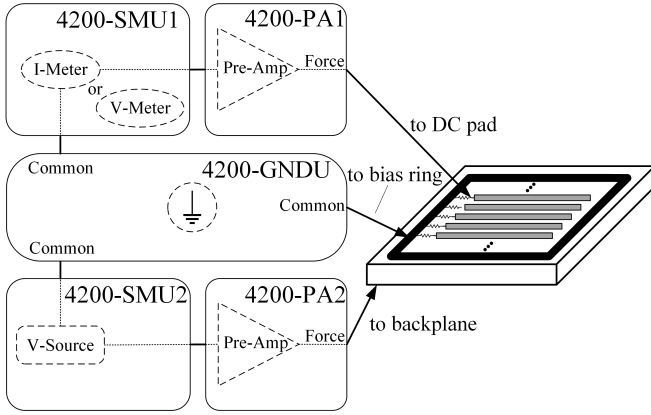 4200-SMU1
4200-PA1
I-Meter
or
V-Meter
Pre-Amp
Force
to DC pad
Common
4200-GNDU
to bias ring
Common
Common
4200-SMU2
4200-PA2
V-Source
Pre-Amp
Force
to backplane